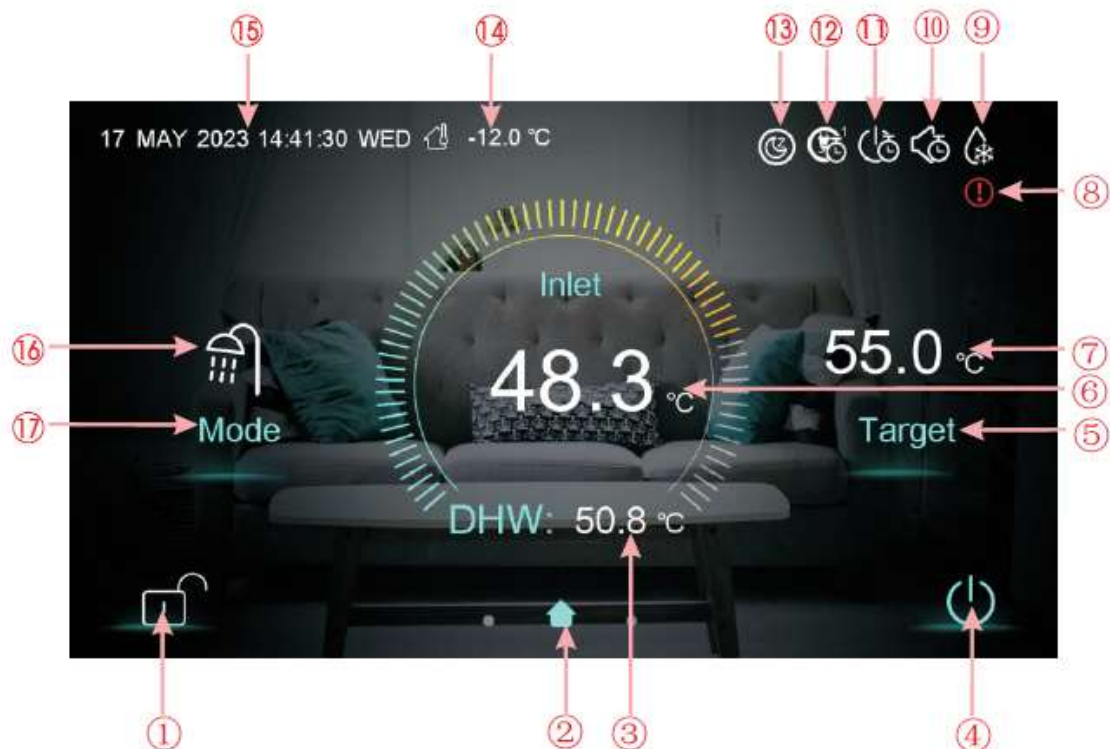 ⑮ ⑭ ⑬ ⑫ ⑪ ⑩ ⑨
17 MAY 2023 14:41:30 WED -12.0 ℃
⑧
Inlet
⑯ 48.3 ℃ 55.0 ℃ ⑦
⑥
⑰ Mode Target ⑤
DHW: 50.8 ℃
① ② ③ ④